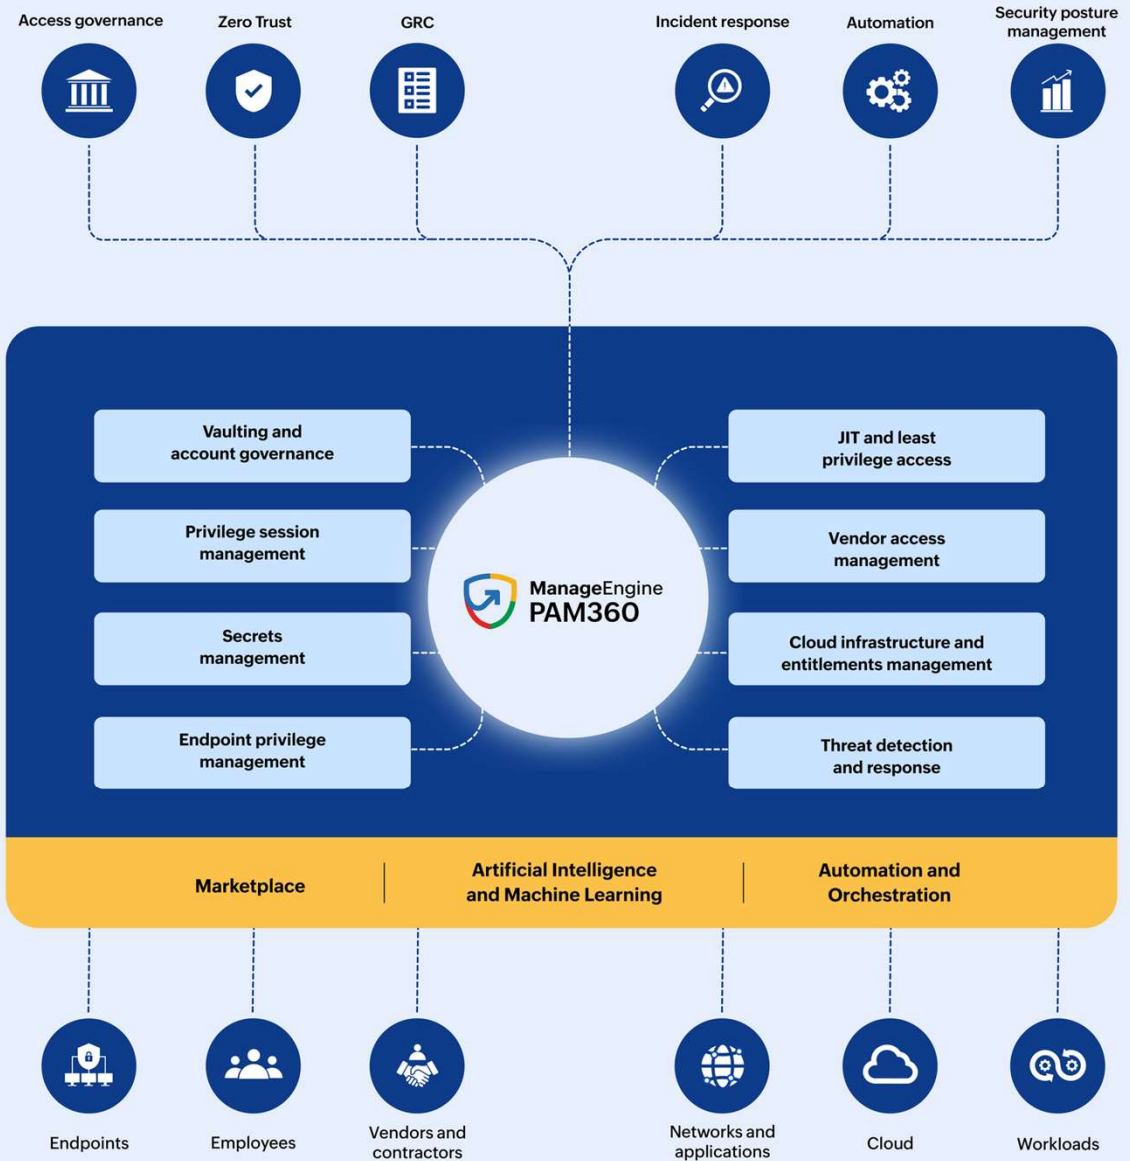 Access governance
Zero Trust
GRC
Incident response
Automation
Security posture
management
Vaulting and
account governance
JIT and least
privilege access
Privilege session
management
Vendor access
management
ManageEngine
PAM360
Secrets
management
Cloud infrastructure and
entitlements management
Endpoint privilege
management
Threat detection
and response
Marketplace
Artificial Intelligence
and Machine Learning
Automation and
Orchestration
Endpoints
Employees
Vendors and
contractors
Networks and
applications
Cloud
Workloads